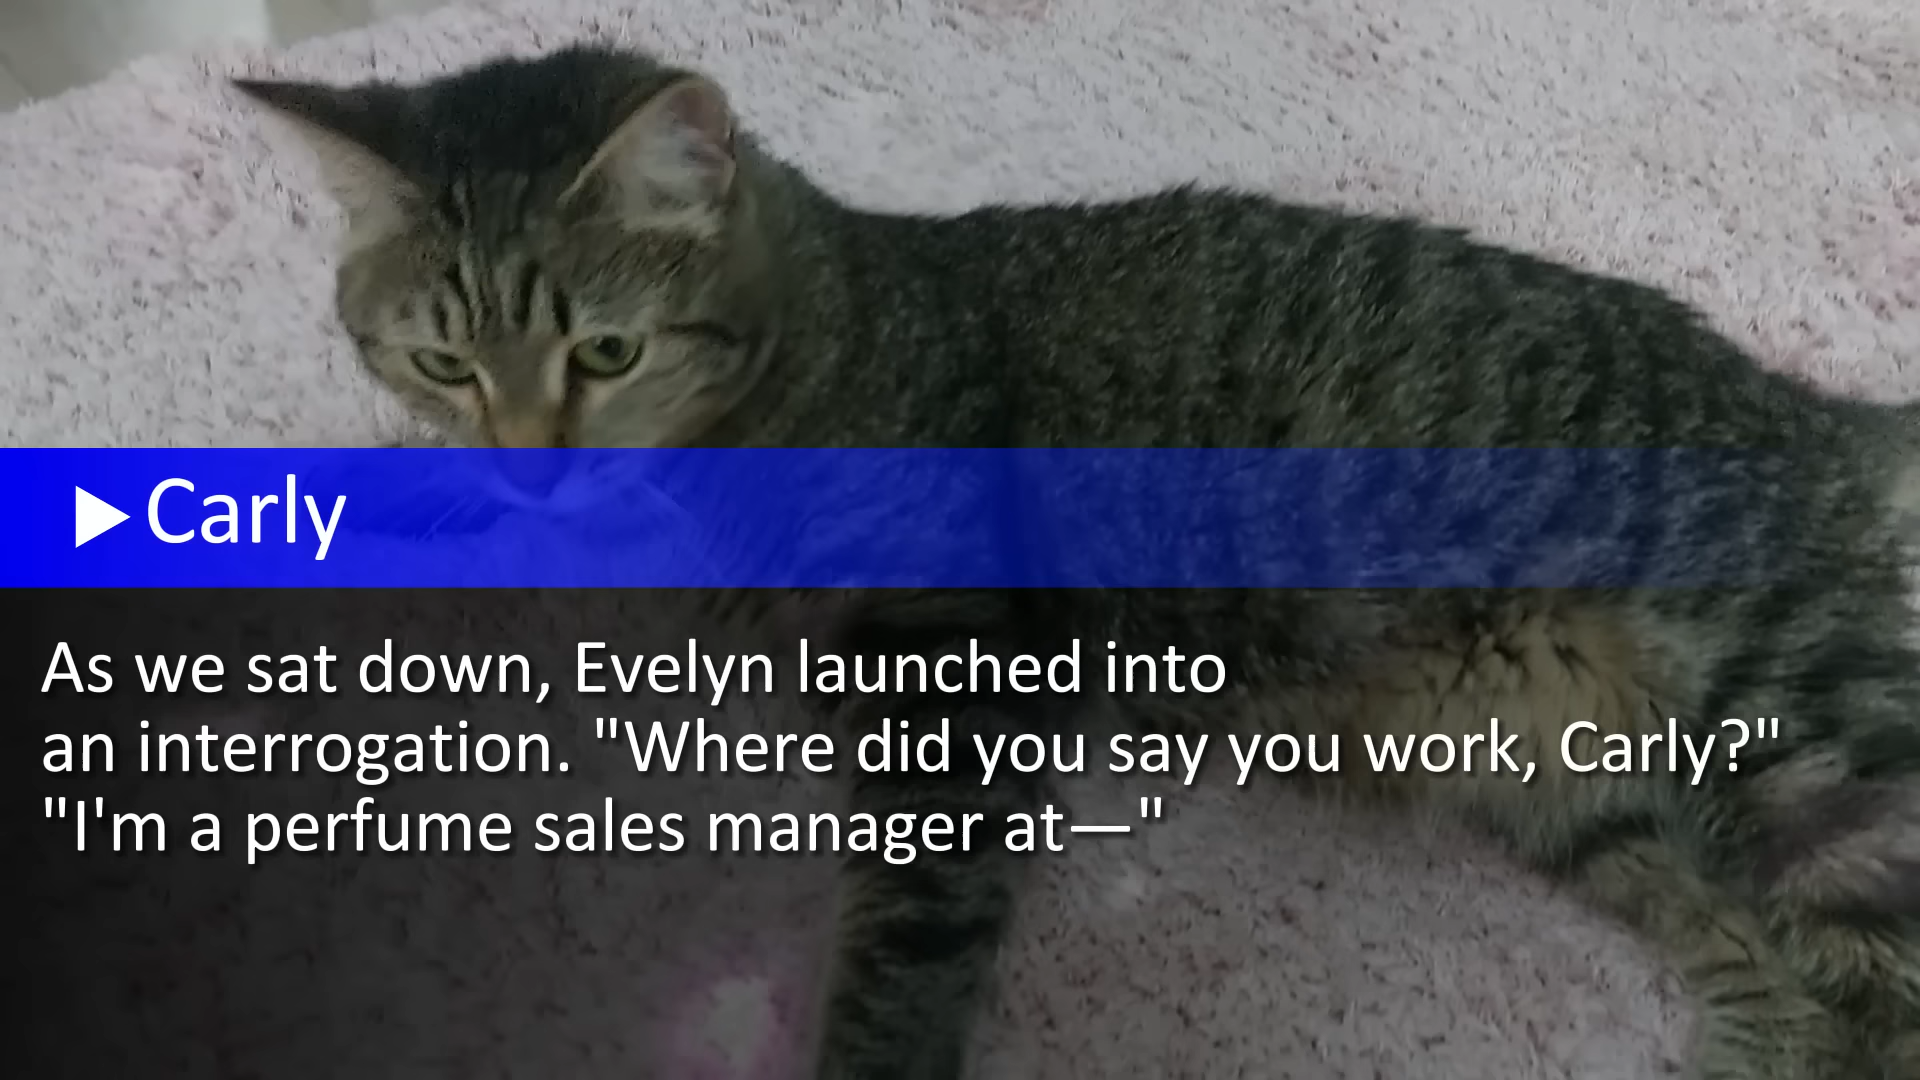 ▶Carly
As we sat down, Evelyn launched into
an interrogation. "Where did you say you work, Carly?"
"I'm a perfume sales manager at—"